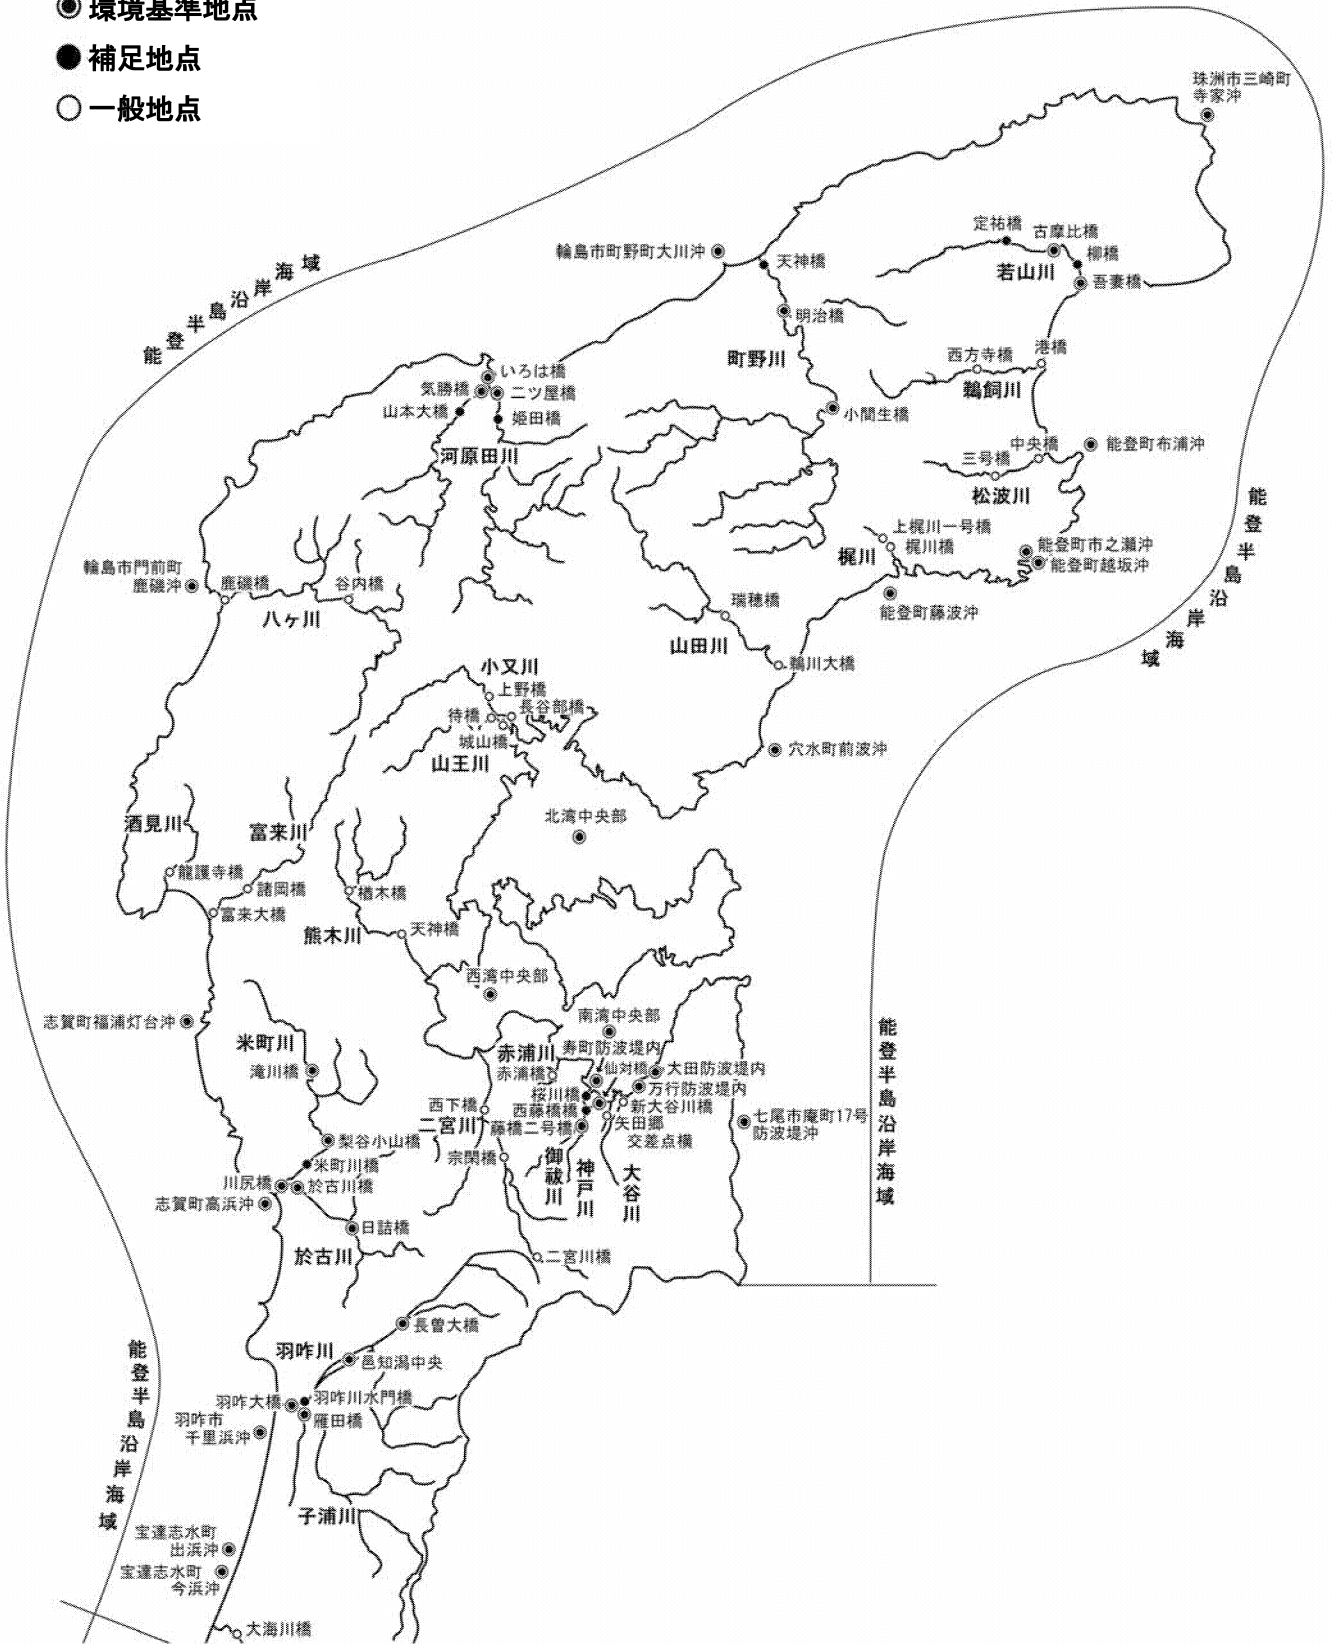 環境基準地点
補足地点
一般地点
珠洲市三崎町
寺家沖
定祐橋
古摩比橋
柳橋
若山川
吾妻橋
輪島市町野町大川沖
天神橋
明治橋
町野川
能登半島沿岸海域
西方寺橋
港橋
鵜飼川
いろは橋
気勝橋
二ツ屋橋
山本大橋
姫田橋
小間生橋
河原田川
中央橋
能登町布浦沖
三号橋
松波川
能登半島沿岸海域
上梶川一号橋
梶川橋
梶川
能登町市之瀬沖
能登町越坂沖
輪島市門前町
鹿磯沖
鹿磯橋
谷内橋
八ヶ川
瑞穂橋
能登町藤波沖
山田川
鵜川大橋
小又川
上野橋
待橋
長谷部橋
城山橋
山王川
穴水町前波沖
北湾中央部
酒見川
富来川
龍護寺橋
諸岡橋
富来大橋
楢木橋
熊木川
天神橋
西湾中央部
志賀町福浦灯台沖
米町川
滝川橋
南湾中央部
赤浦川
寿町防波堤内
赤浦橋
仙対橋
大田防波堤内
万行防波堤内
桜川橋
西下橋
西藤橋橋
新大谷川橋
二宮川
藤橋二号橋
矢田郷
交差点横
七尾市庵町17号
防波堤沖
能登半島沿岸海域
梨谷小山橋
宗閑橋
御祓川
神戸川
大谷川
米町川橋
川尻橋
於古川橋
志賀町高浜沖
日詰橋
於古川
二宮川橋
長曽大橋
羽咋川
邑知潟中央
能登半島沿岸海域
羽咋大橋
羽咋川水門橋
羽咋市
千里浜沖
雁田橋
子浦川
宝達志水町
出浜沖
宝達志水町
今浜沖
大海川橋